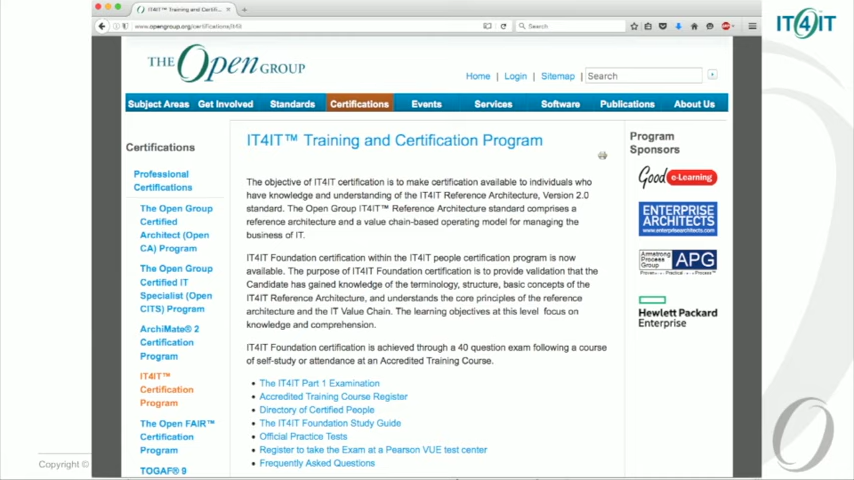 IT4IT™ Training and Certific...
www.opengroup.org/certifications/it4it
Search
IT4IT
THE Open GROUP
Home | Login | Sitemap | Search
Subject Areas Get Involved Standards Certifications Events Services Software Publications About Us
Certifications
Professional
Certifications
The Open Group
Certified
Architect (Open
CA) Program
The Open Group
Certified IT
Specialist (Open
CITS) Program
ArchiMate® 2
Certification
Program
IT4IT™
Certification
Program
The Open FAIR™
Certification
Program
TOGAF® 9
IT4IT™ Training and Certification Program
The objective of IT4IT certification is to make certification available to individuals who
have knowledge and understanding of the IT4IT Reference Architecture, Version 2.0
standard. The Open Group IT4IT™ Reference Architecture standard comprises a
reference architecture and a value chain-based operating model for managing the
business of IT.
IT4IT Foundation certification within the IT4IT people certification program is now
available. The purpose of IT4IT Foundation certification is to provide validation that the
Candidate has gained knowledge of the terminology, structure, basic concepts of the
IT4IT Reference Architecture, and understands the core principles of the reference
architecture and the IT Value Chain. The learning objectives at this level focus on
knowledge and comprehension.
IT4IT Foundation certification is achieved through a 40 question exam following a course
of self-study or attendance at an Accredited Training Course.
• The IT4IT Part 1 Examination
• Accredited Training Course Register
• Directory of Certified People
• The IT4IT Foundation Study Guide
• Official Practice Tests
• Register to take the Exam at a Pearson VUE test center
• Frequently Asked Questions
Program
Sponsors
Good e-Learning
ENTERPRISE
ARCHITECTS
www.enterprisearchitects.com
Armstrong
Process
Group
APG
Proven • Practical • Process™
Hewlett Packard
Enterprise
Copyright ©